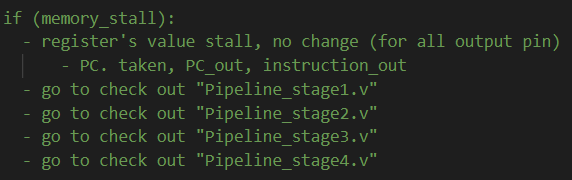 if (memory_stall):
- register's value stall, no change (for all output pin)
- PC. taken, PC_out, instruction_out
- go to check out "Pipeline_stage1.v"
- go to check out "Pipeline_stage2.v"
- go to check out "Pipeline_stage3.v"
- go to check out "Pipeline_stage4.v"